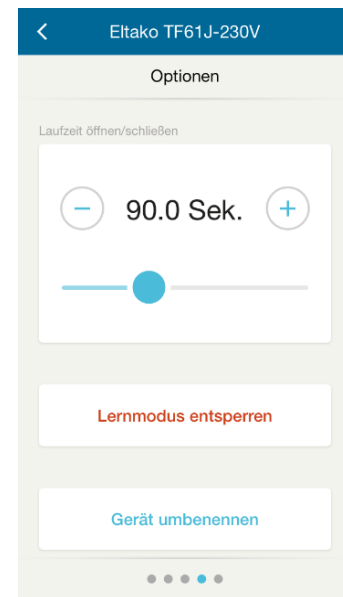 Eltako TF61J-230V
Optionen
Laufzeit öffnen/schließen
90.0 Sek.
Lernmodus entsperren
Gerät umbenennen